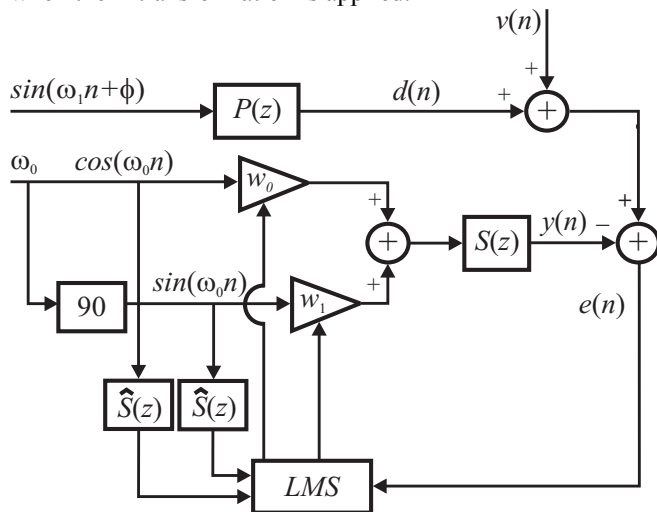 v(n)
+
sin(ω₁n+ϕ) P(z) d(n) + +
ω₀ cos(ω₀n) w₀
+ +
+ S(z) y(n) − +
sin(ω₀n) +
90 w₁ e(n)
Ŝ(z) Ŝ(z)
LMS